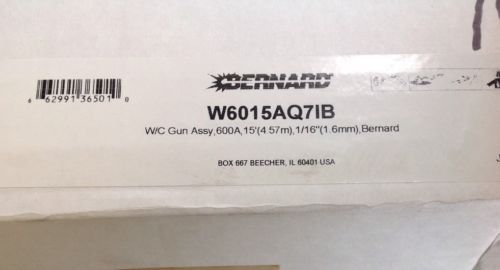 BERNARD
6 62991 36501 0
W6015AQ7IB
W/C Gun Assy,600A,15'(4.57m),1/16"(1.6mm),Bernard
BOX 667 BEECHER, IL 60401 USA